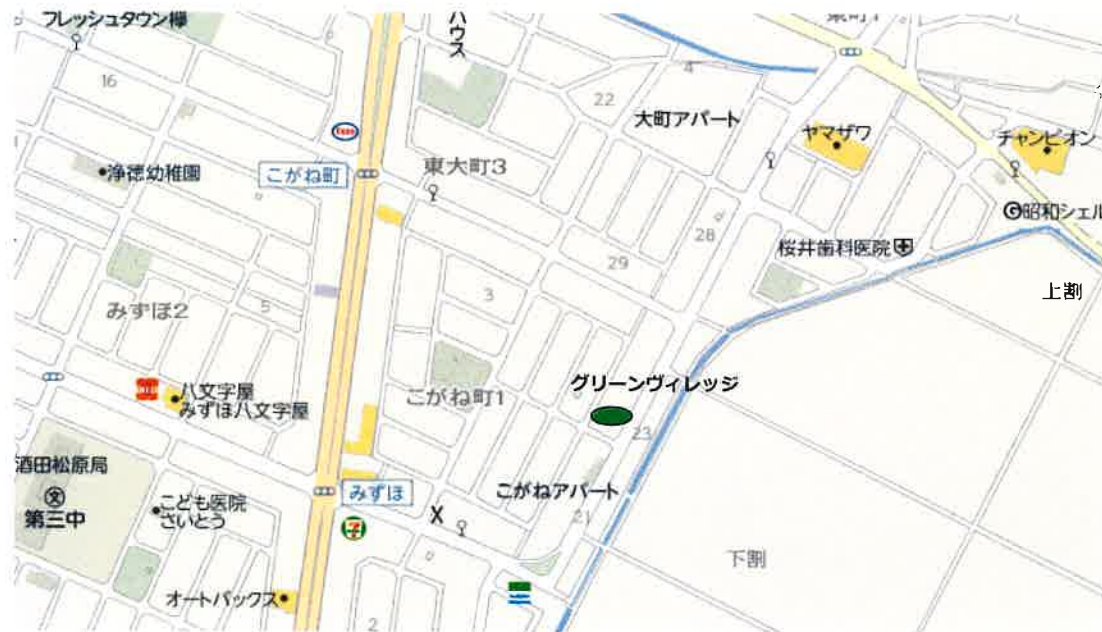 フレッシュタウン欅
ハウス
東町1
16
4
22
大町アパート
ヤマザワ
チャンピオン
Esso
こがね町
東大町3
浄徳幼稚園
昭和シェル
28
桜井歯科医院
29
上割
3
みずほ2
5
グリーンヴィレッジ
八文字屋
みずほ八文字屋
こがね町1
23
酒田松原局
文
第三中
みずほ
こがねアパート
こども医院
さいとう
X
21
7
下割
オートバックス
2